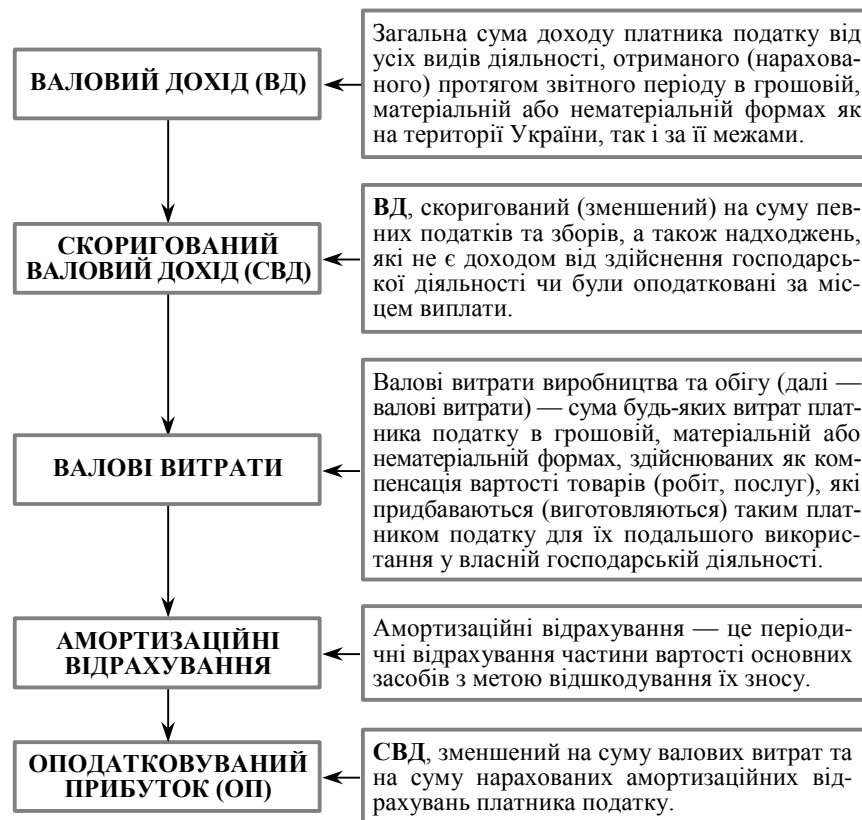 ВАЛОВИЙ ДОХІД (ВД)
Загальна сума доходу платника податку від
усіх видів діяльності, отриманого (нарахова-
ного) протягом звітного періоду в грошовій,
матеріальній або нематеріальній формах як
на території України, так і за її межами.
СКОРИГОВАНИЙ
ВАЛОВИЙ ДОХІД (СВД)
ВД, скоригований (зменшений) на суму пев-
них податків та зборів, а також надходжень,
які не є доходом від здійснення господарсь-
кої діяльності чи були оподатковані за міс-
цем виплати.
ВАЛОВІ ВИТРАТИ
Валові витрати виробництва та обігу (далі —
валові витрати) — сума будь-яких витрат плат-
ника податку в грошовій, матеріальній або
нематеріальній формах, здійснюваних як ком-
пенсація вартості товарів (робіт, послуг), які
придбаваються (виготовляються) таким плат-
ником податку для їх подальшого викорис-
тання у власній господарській діяльності.
АМОРТИЗАЦІЙНІ
ВІДРАХУВАННЯ
Амортизаційні відрахування — це періоди-
чні відрахування частини вартості основних
засобів з метою відшкодування їх зносу.
ОПОДАТКОВУВАНИЙ
ПРИБУТОК (ОП)
СВД, зменшений на суму валових витрат та
на суму нарахованих амортизаційних від-
рахувань платника податку.